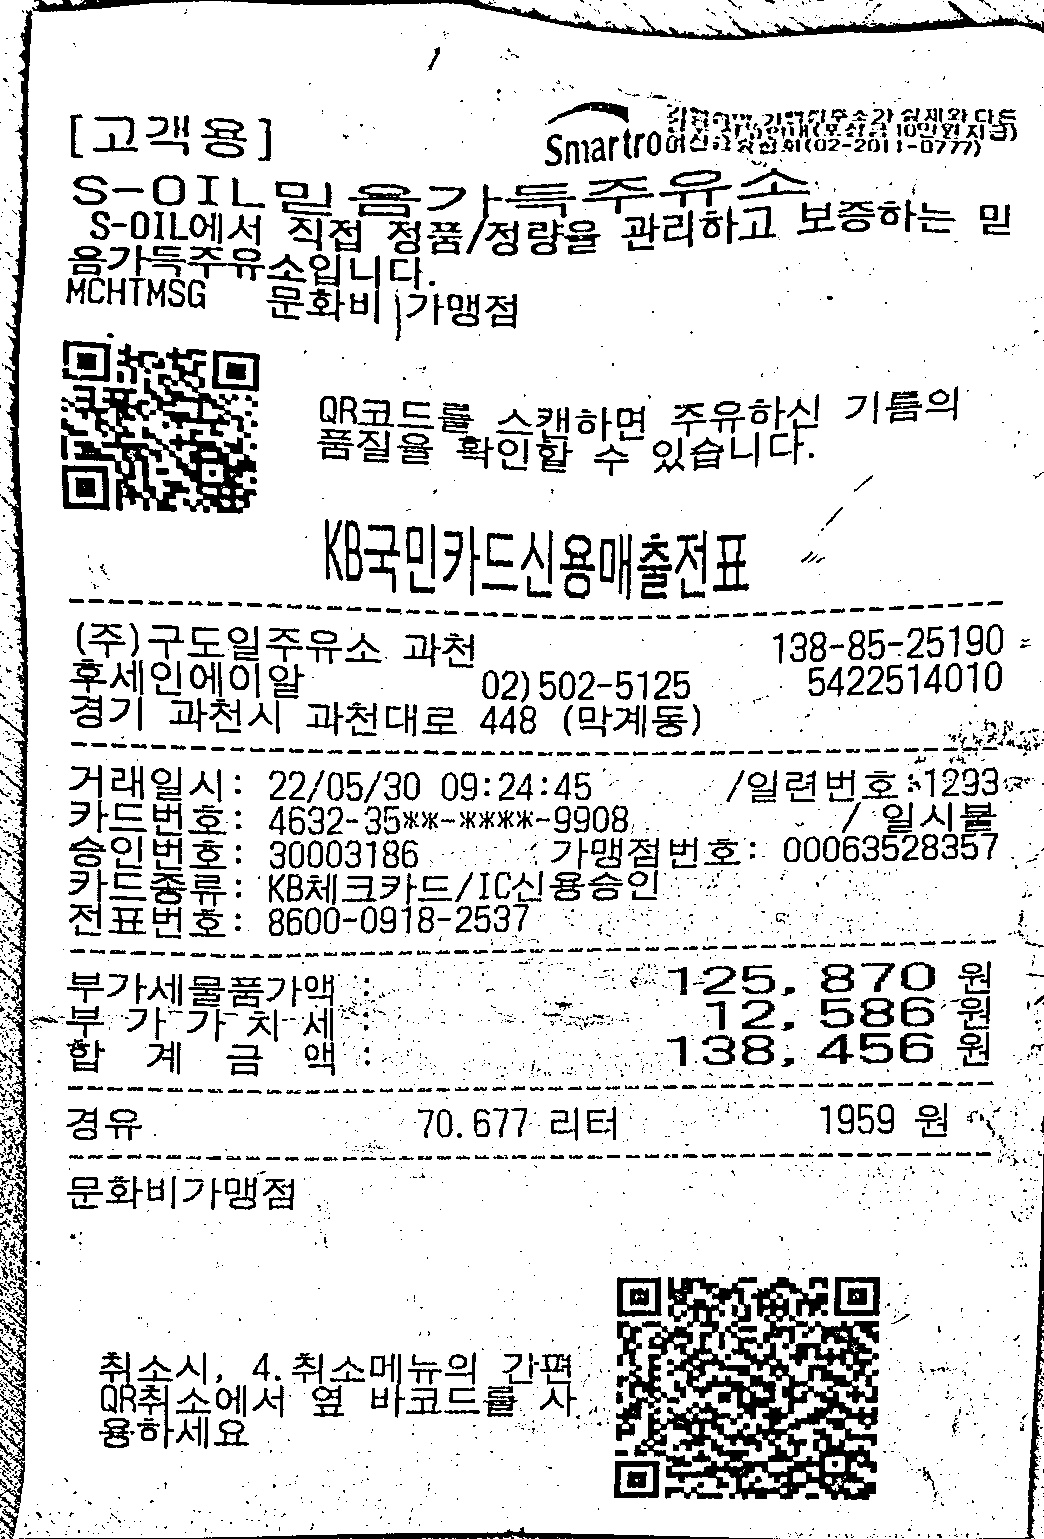 [고객용]
Smartro
여신금융협회(02-2011-0777)
S-OIL믿음가득주유소
S-OIL에서 직접 정품/정량을 관리하고 보증하는 믿
음가득주유소입니다.
MCHTMSG 문화비 가맹점
QR코드를 스캔하면 주유하신 기름의
품질을 확인할 수 있습니다.
KB국민카드신용매출전표
(주)구도일주유소 과천 138-85-25190
후세인에이알 02)502-5125 5422514010
경기 과천시 과천대로 448 (막계동)
거래일시: 22/05/30 09:24:45 /일련번호:1293
카드번호: 4632-35**-****-9908 / 일시불
승인번호: 30003186 가맹점번호: 00063528357
카드종류: KB체크카드/IC신용승인
전표번호: 8600-0918-2537
부가세물품가액 : 125,870 원
부 가 가 치 세 : 12,586 원
합 계 금 액 : 138,456 원
경유 70.677 리터 1959 원
문화비가맹점
취소시, 4.취소메뉴의 간편
QR취소에서 옆 바코드를 사
용하세요